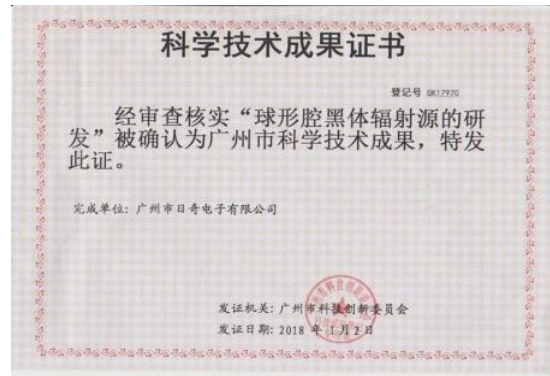 科学技术成果证书
登记号 GK17970
经审查核实“球形腔黑体辐射源的研
发”被确认为广州市科学技术成果，特发
此证。
完成单位：广州市日奇电子有限公司
发证机关：广州市科技创新委员会
发证日期：2018 年 1月2日